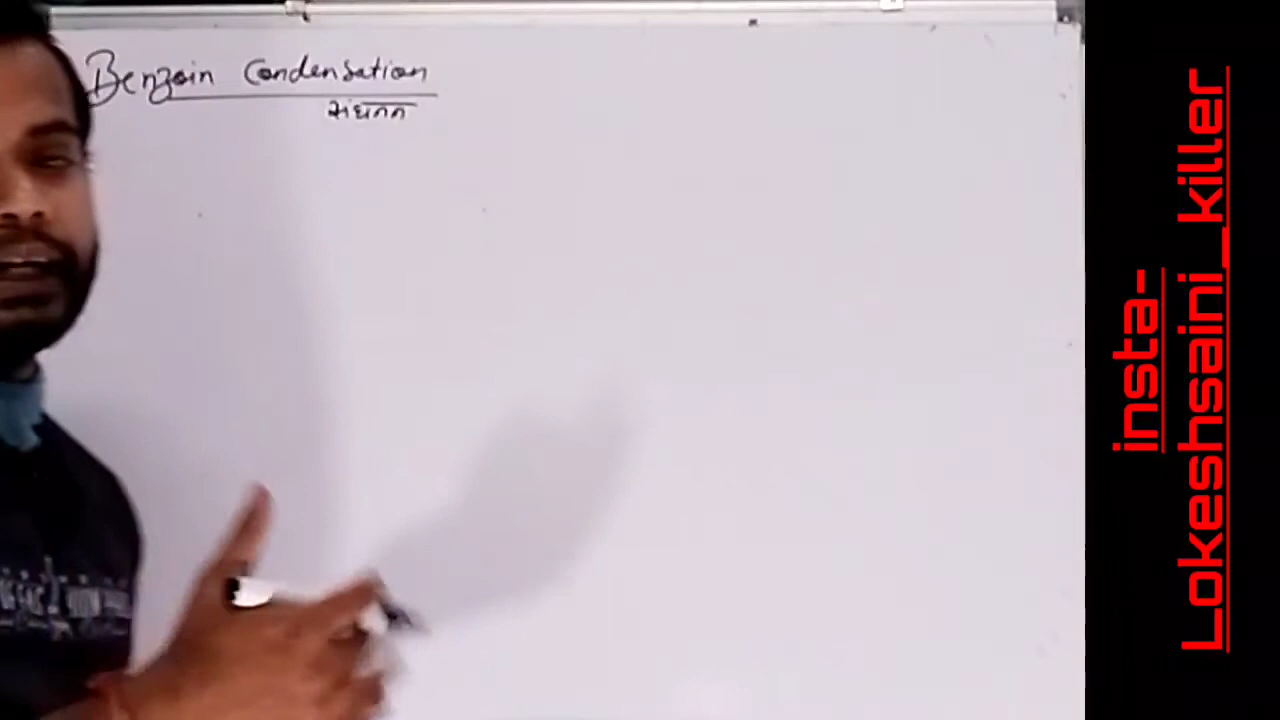 Benzoin Condensation
संघनन
insta-
Lokeshsaini_killer